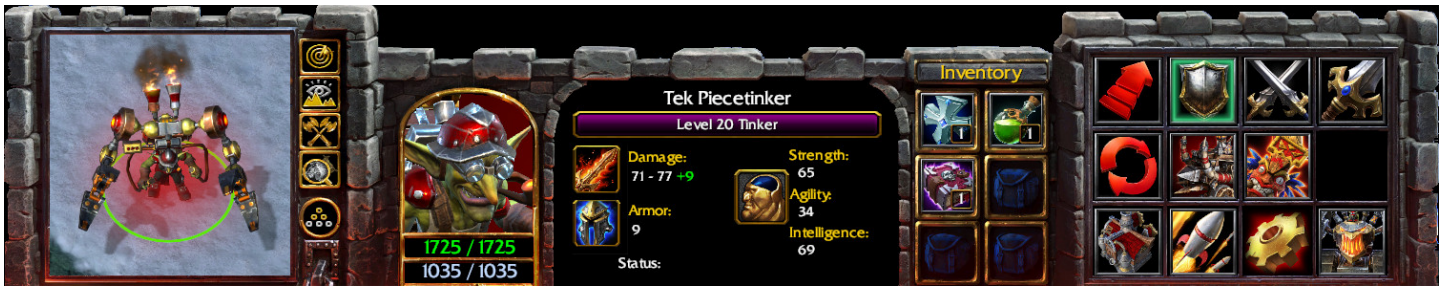 Tek Piecetinker
Level 20 Tinker
Damage:
71 - 77 +9
Armor:
9
Strength:
65
Agility:
34
Intelligence:
69
Status:
1725 / 1725
1035 / 1035
Inventory
1
1
1